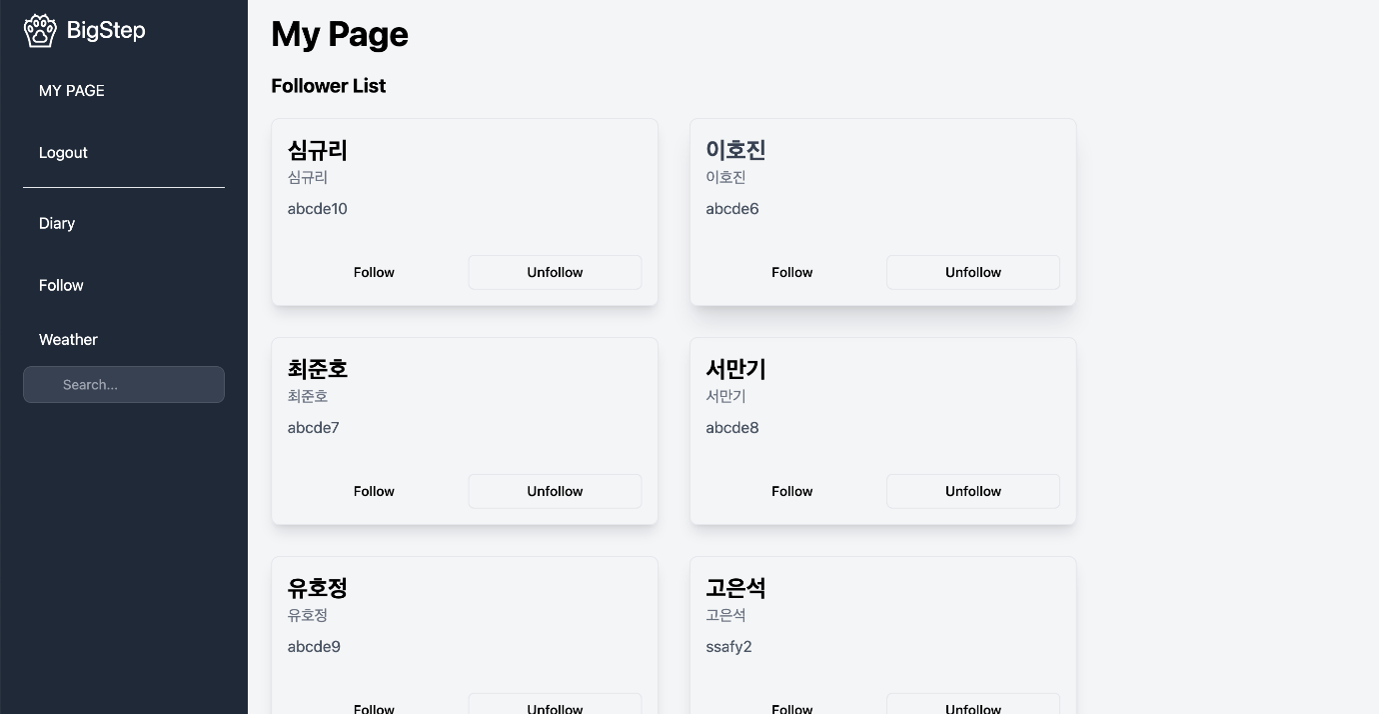 BigStep
MY PAGE
Logout
Diary
Follow
Weather
Search...
My Page
Follower List
심규리
심규리
abcde10
Follow
Unfollow
이호진
이호진
abcde6
Follow
Unfollow
최준호
최준호
abcde7
Follow
Unfollow
서만기
서만기
abcde8
Follow
Unfollow
유호정
유호정
abcde9
Follow
Unfollow
고은석
고은석
ssafy2
Follow
Unfollow